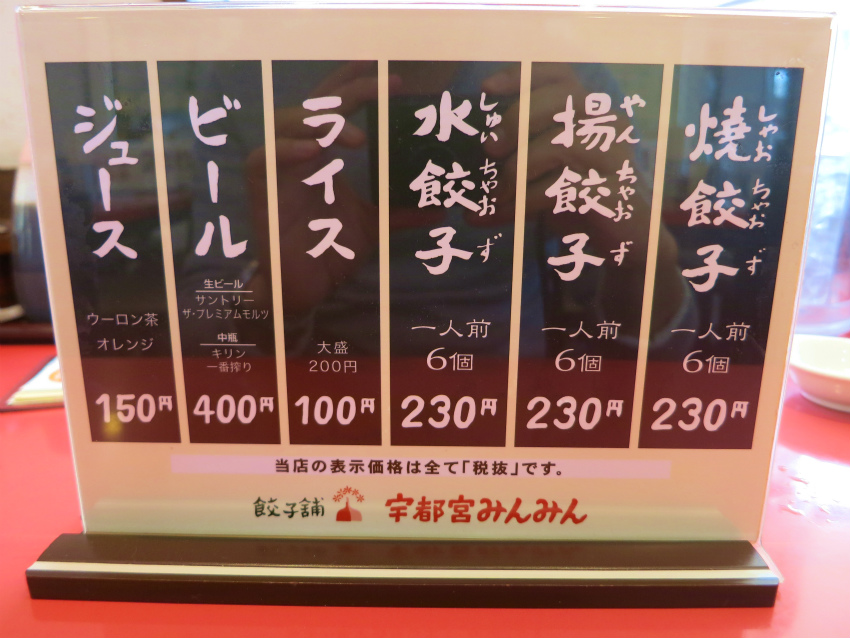 焼餃子
しゃおちゃおず
一人前
6個
230円
揚餃子
やんちゃおず
一人前
6個
230円
水餃子
しゅいちゃおず
一人前
6個
230円
ライス
大盛
200円
100円
ビール
生ビール
サントリー
ザ・プレミアムモルツ
中瓶
キリン
一番搾り
400円
ジュース
ウーロン茶
オレンジ
150円
当店の表示価格は全て「税抜」です。
餃子舗 宇都宮みんみん